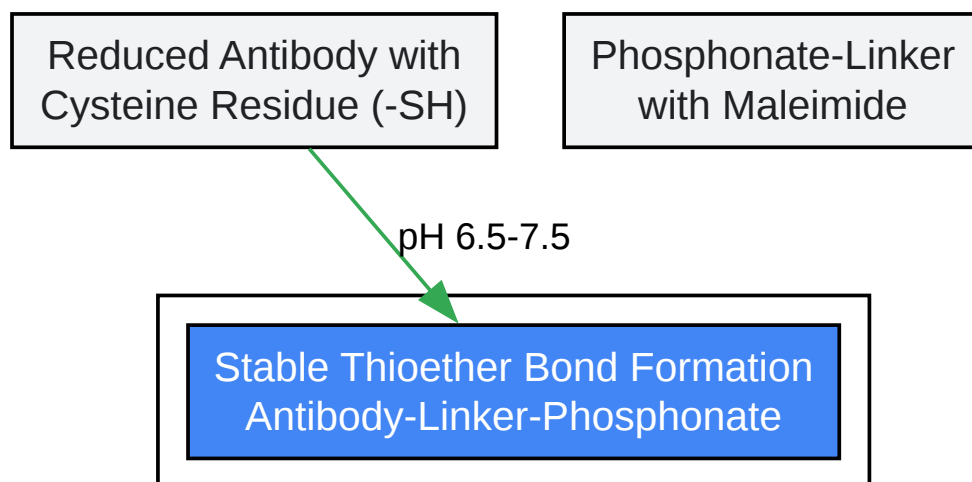 Reduced Antibody with
Cysteine Residue (-SH)
Phosphonate-Linker
with Maleimide
pH 6.5-7.5
Stable Thioether Bond Formation
Antibody-Linker-Phosphonate